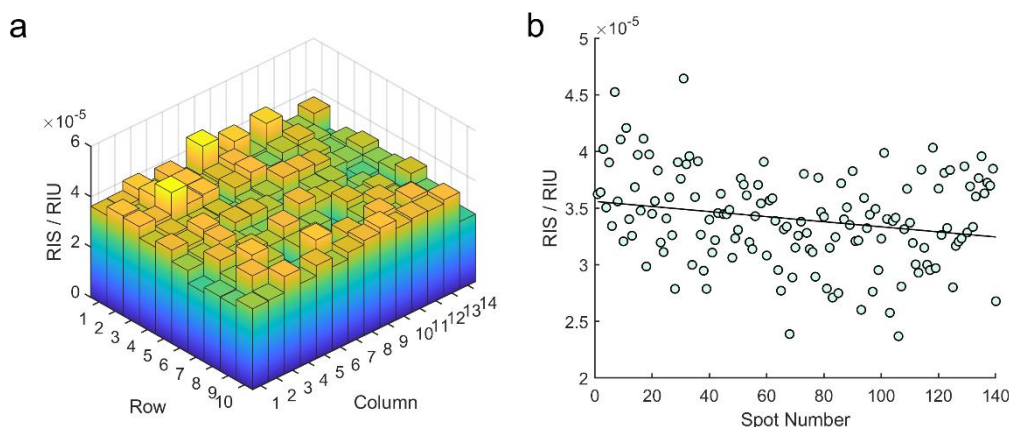 a
×10⁻⁵
6
4
2
0
RIS / RIU
1 2 3 4 5 6 7 8 9 10
Row
1 2 3 4 5 6 7 8 9 10 11 12 13 14
Column
b
×10⁻⁵
5
4.5
4
3.5
3
2.5
2
RIS / RIU
0 20 40 60 80 100 120 140
Spot Number